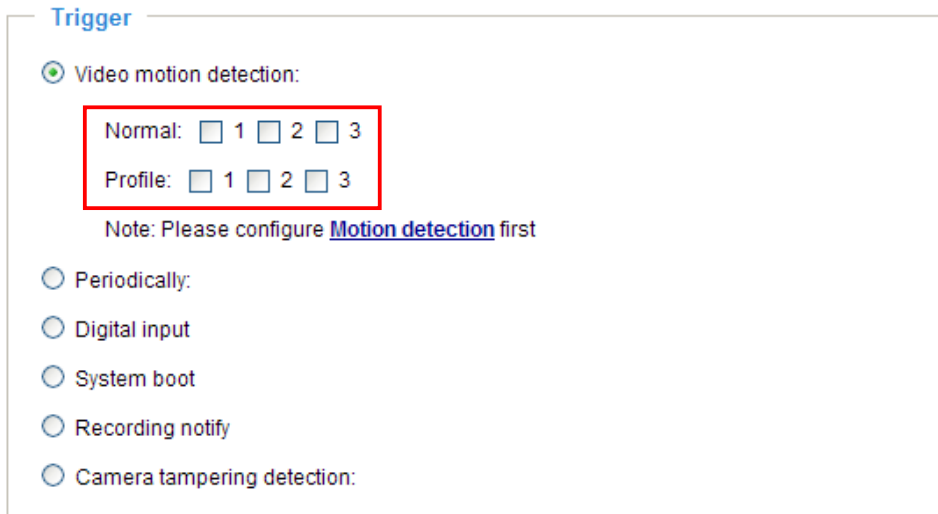 Trigger
Video motion detection:
Normal: 1 2 3
Profile: 1 2 3
Note: Please configure Motion detection first
Periodically:
Digital input
System boot
Recording notify
Camera tampering detection: